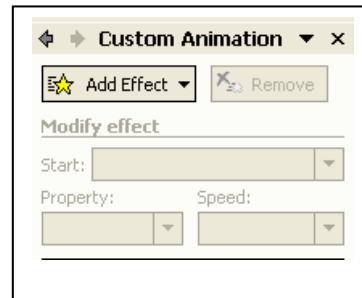 Custom Animation
Add Effect Remove
Modify effect
Start:
Property: Speed: